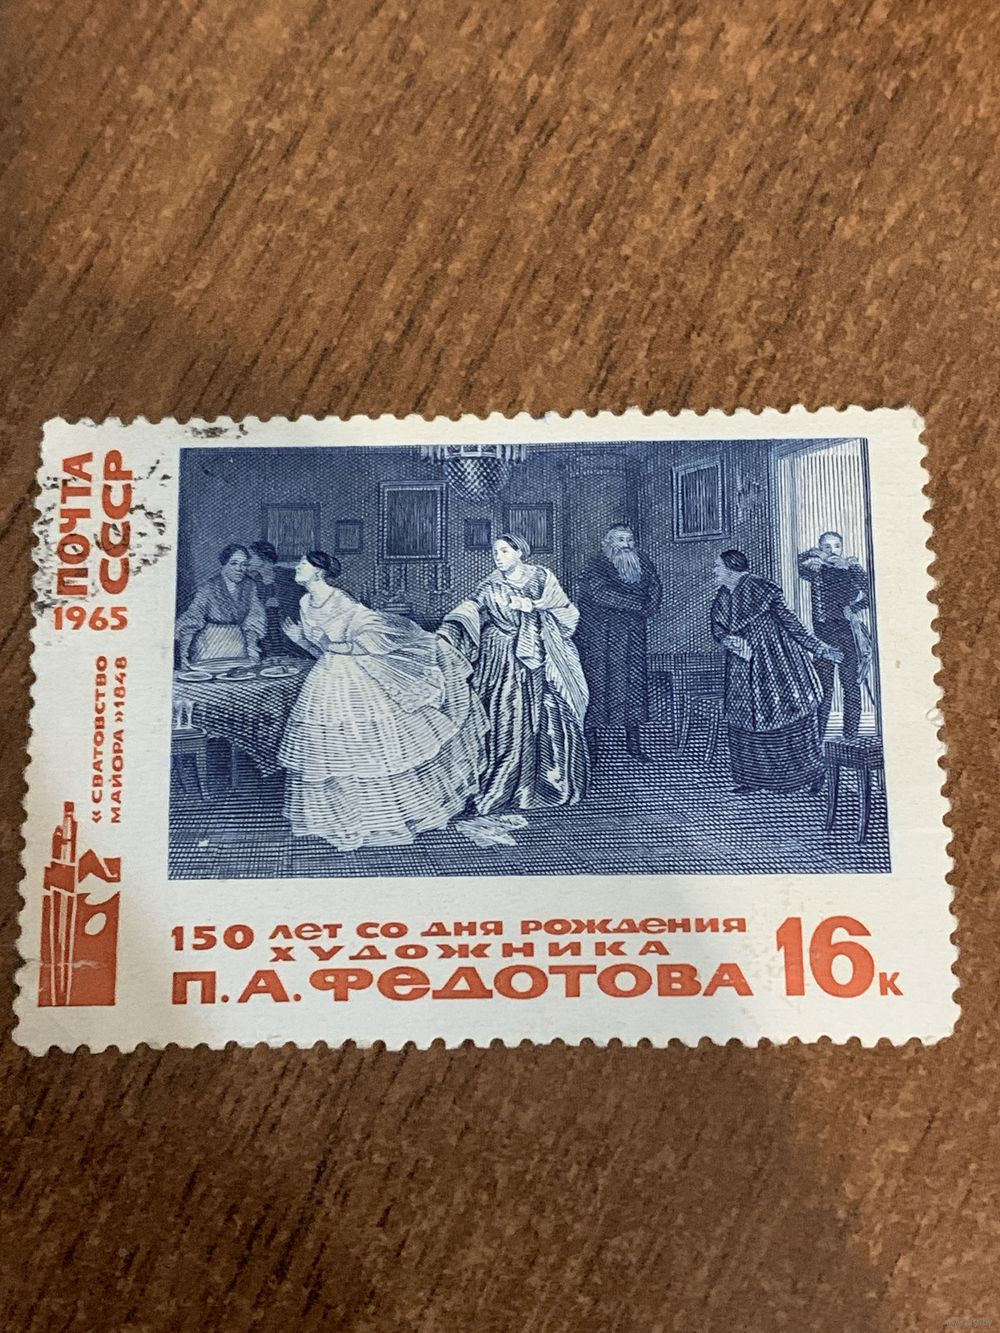 ПОЧТА
СССР
1965
«СВАТОВСТВО
МАЙОРА» 1848
150 лет со дня рождения
художника
П. А. Федотова
16к